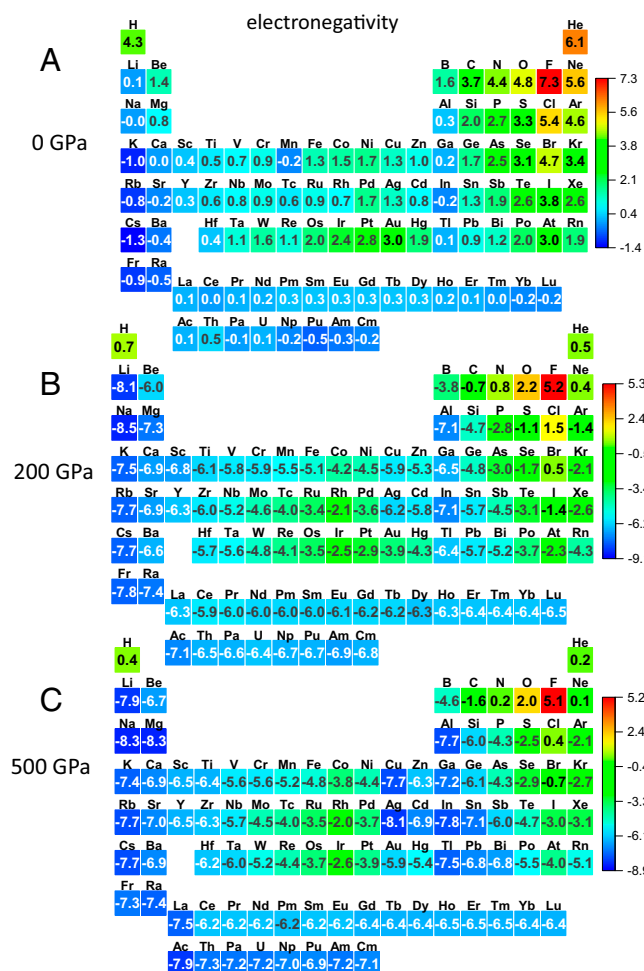 electronegativity
A
0 GPa
H He
4.3 6.1
Li Be B C N O F Ne
0.1 1.4 1.6 3.7 4.4 4.8 7.3 5.6
Na Mg Al Si P S Cl Ar
-0.0 0.8 0.3 2.0 2.7 3.3 5.4 4.6
K Ca Sc Ti V Cr Mn Fe Co Ni Cu Zn Ga Ge As Se Br Kr
-1.0 0.0 0.4 0.5 0.7 0.9 -0.2 1.3 1.5 1.7 1.3 1.0 0.2 1.7 2.5 3.1 4.7 3.4
Rb Sr Y Zr Nb Mo Tc Ru Rh Pd Ag Cd In Sn Sb Te I Xe
-0.8 -0.2 0.3 0.6 0.8 0.9 0.6 0.9 0.7 1.7 1.3 0.8 -0.2 1.3 1.9 2.6 3.8 2.6
Cs Ba Hf Ta W Re Os Ir Pt Au Hg Tl Pb Bi Po At Rn
-1.3 -0.4 0.4 1.1 1.6 1.1 2.0 2.4 2.8 3.0 1.9 0.1 0.9 1.2 2.0 3.0 1.9
Fr Ra
-0.9 -0.5
La Ce Pr Nd Pm Sm Eu Gd Tb Dy Ho Er Tm Yb Lu
0.1 0.0 0.1 0.2 0.3 0.3 0.3 0.3 0.3 0.3 0.2 0.1 0.0 -0.2 -0.2
Ac Th Pa U Np Pu Am Cm
0.1 0.5 -0.1 0.1 -0.2 -0.5 -0.3 -0.2
7.3
5.8
4.4
2.9
1.5
0.0
-1.4
B
200 GPa
H He
0.7 0.5
Li Be B C N O F Ne
-8.1 -6.0 -3.8 -0.7 0.8 2.2 5.2 0.4
Na Mg Al Si P S Cl Ar
-8.5 -7.3 -7.1 -4.7 -2.8 -1.1 1.5 -1.4
K Ca Sc Ti V Cr Mn Fe Co Ni Cu Zn Ga Ge As Se Br Kr
-7.5 -6.9 -6.8 -6.1 -5.8 -5.9 -5.5 -5.1 -4.2 -4.5 -5.9 -5.3 -6.5 -4.8 -3.0 -1.7 0.5 -2.1
Rb Sr Y Zr Nb Mo Tc Ru Rh Pd Ag Cd In Sn Sb Te I Xe
-7.7 -6.9 -6.3 -6.0 -5.2 -4.6 -4.0 -3.4 -2.1 -3.6 -6.2 -5.8 -7.1 -5.7 -4.5 -3.1 -1.4 -2.6
Cs Ba Hf Ta W Re Os Ir Pt Au Hg Tl Pb Bi Po At Rn
-7.7 -6.6 -5.7 -5.6 -4.8 -4.1 -3.5 -2.5 -2.9 -3.9 -4.3 -6.4 -5.7 -5.2 -3.7 -2.3 -4.3
Fr Ra
-7.8 -7.4
La Ce Pr Nd Pm Sm Eu Gd Tb Dy Ho Er Tm Yb Lu
-6.3 -5.9 -6.0 -6.0 -6.0 -6.0 -6.1 -6.2 -6.2 -6.3 -6.3 -6.4 -6.4 -6.4 -6.5
Ac Th Pa U Np Pu Am Cm
-7.1 -6.5 -6.6 -6.4 -6.7 -6.7 -6.9 -6.8
5.3
2.4
-0.4
-3.3
-6.2
-9.
C
500 GPa
H He
0.4 0.2
Li Be B C N O F Ne
-7.9 -6.7 -4.6 -1.6 0.2 2.0 5.1 0.1
Na Mg Al Si P S Cl Ar
-8.3 -8.3 -7.7 -6.0 -4.3 -2.5 0.4 -2.1
K Ca Sc Ti V Cr Mn Fe Co Ni Cu Zn Ga Ge As Se Br Kr
-7.4 -6.9 -6.5 -6.4 -5.6 -5.6 -5.2 -4.8 -3.8 -4.4 -7.7 -6.3 -7.2 -6.1 -4.3 -2.9 -0.7 -2.7
Rb Sr Y Zr Nb Mo Tc Ru Rh Pd Ag Cd In Sn Sb Te I Xe
-7.7 -7.0 -6.5 -6.3 -5.7 -4.5 -4.0 -3.5 -2.0 -3.7 -8.1 -6.9 -7.8 -7.1 -6.0 -4.7 -3.0 -3.1
Cs Ba Hf Ta W Re Os Ir Pt Au Hg Tl Pb Bi Po At Rn
-7.7 -6.9 -6.2 -6.0 -5.2 -4.4 -3.7 -2.6 -3.9 -5.9 -5.4 -7.5 -6.8 -6.8 -5.5 -4.0 -5.1
Fr Ra
-7.3 -7.4
La Ce Pr Nd Pm Sm Eu Gd Tb Dy Ho Er Tm Yb Lu
-7.5 -6.2 -6.2 -6.2 -6.2 -6.2 -6.2 -6.4 -6.4 -6.4 -6.5 -6.5 -6.5 -6.4 -6.4
Ac Th Pa U Np Pu Am Cm
-7.9 -7.3 -7.2 -7.2 -7.0 -6.9 -7.2 -7.1
5.2
2.4
-0.4
-3.2
-6.1
-8.9